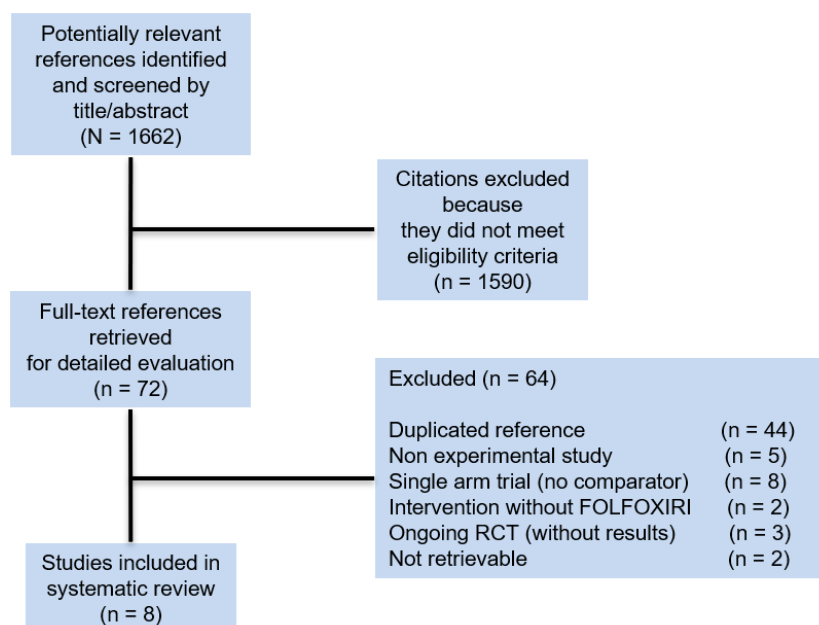 Potentially relevant
references identified
and screened by
title/abstract
(N = 1662)
Citations excluded
because
they did not meet
eligibility criteria
(n = 1590)
Full-text references
retrieved
for detailed evaluation
(n = 72)
Excluded (n = 64)
Duplicated reference (n = 44)
Non experimental study (n = 5)
Single arm trial (no comparator) (n = 8)
Intervention without FOLFOXIRI (n = 2)
Ongoing RCT (without results) (n = 3)
Not retrievable (n = 2)
Studies included in
systematic review
(n = 8)